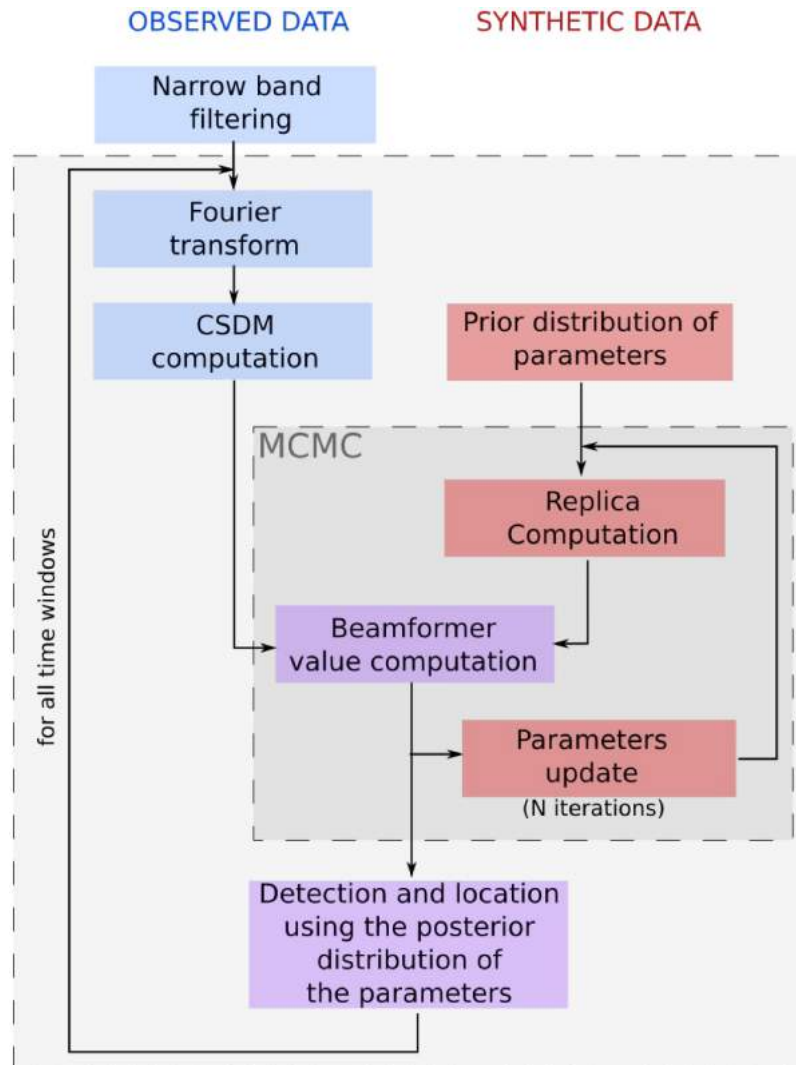 OBSERVED DATA
SYNTHETIC DATA
Narrow band
filtering
Fourier
transform
CSDM
computation
Prior distribution of
parameters
MCMC
Replica
Computation
Beamformer
value computation
Parameters
update
(N iterations)
for all time windows
Detection and location
using the posterior
distribution of
the parameters